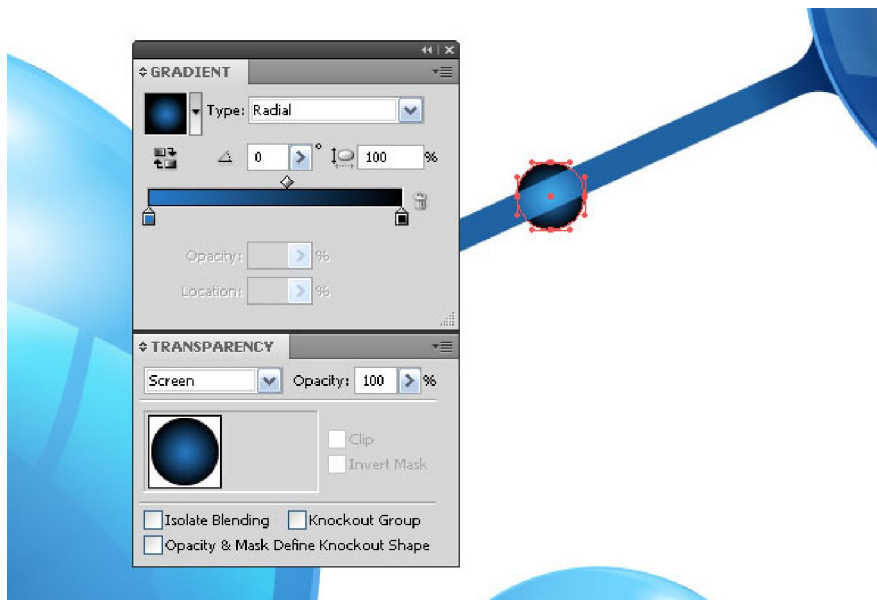 GRADIENT
Type: Radial
0 ° 100 %
Opacity: %
Location: %
TRANSPARENCY
Screen Opacity: 100 %
Clip
Invert Mask
Isolate Blending Knockout Group
Opacity & Mask Define Knockout Shape